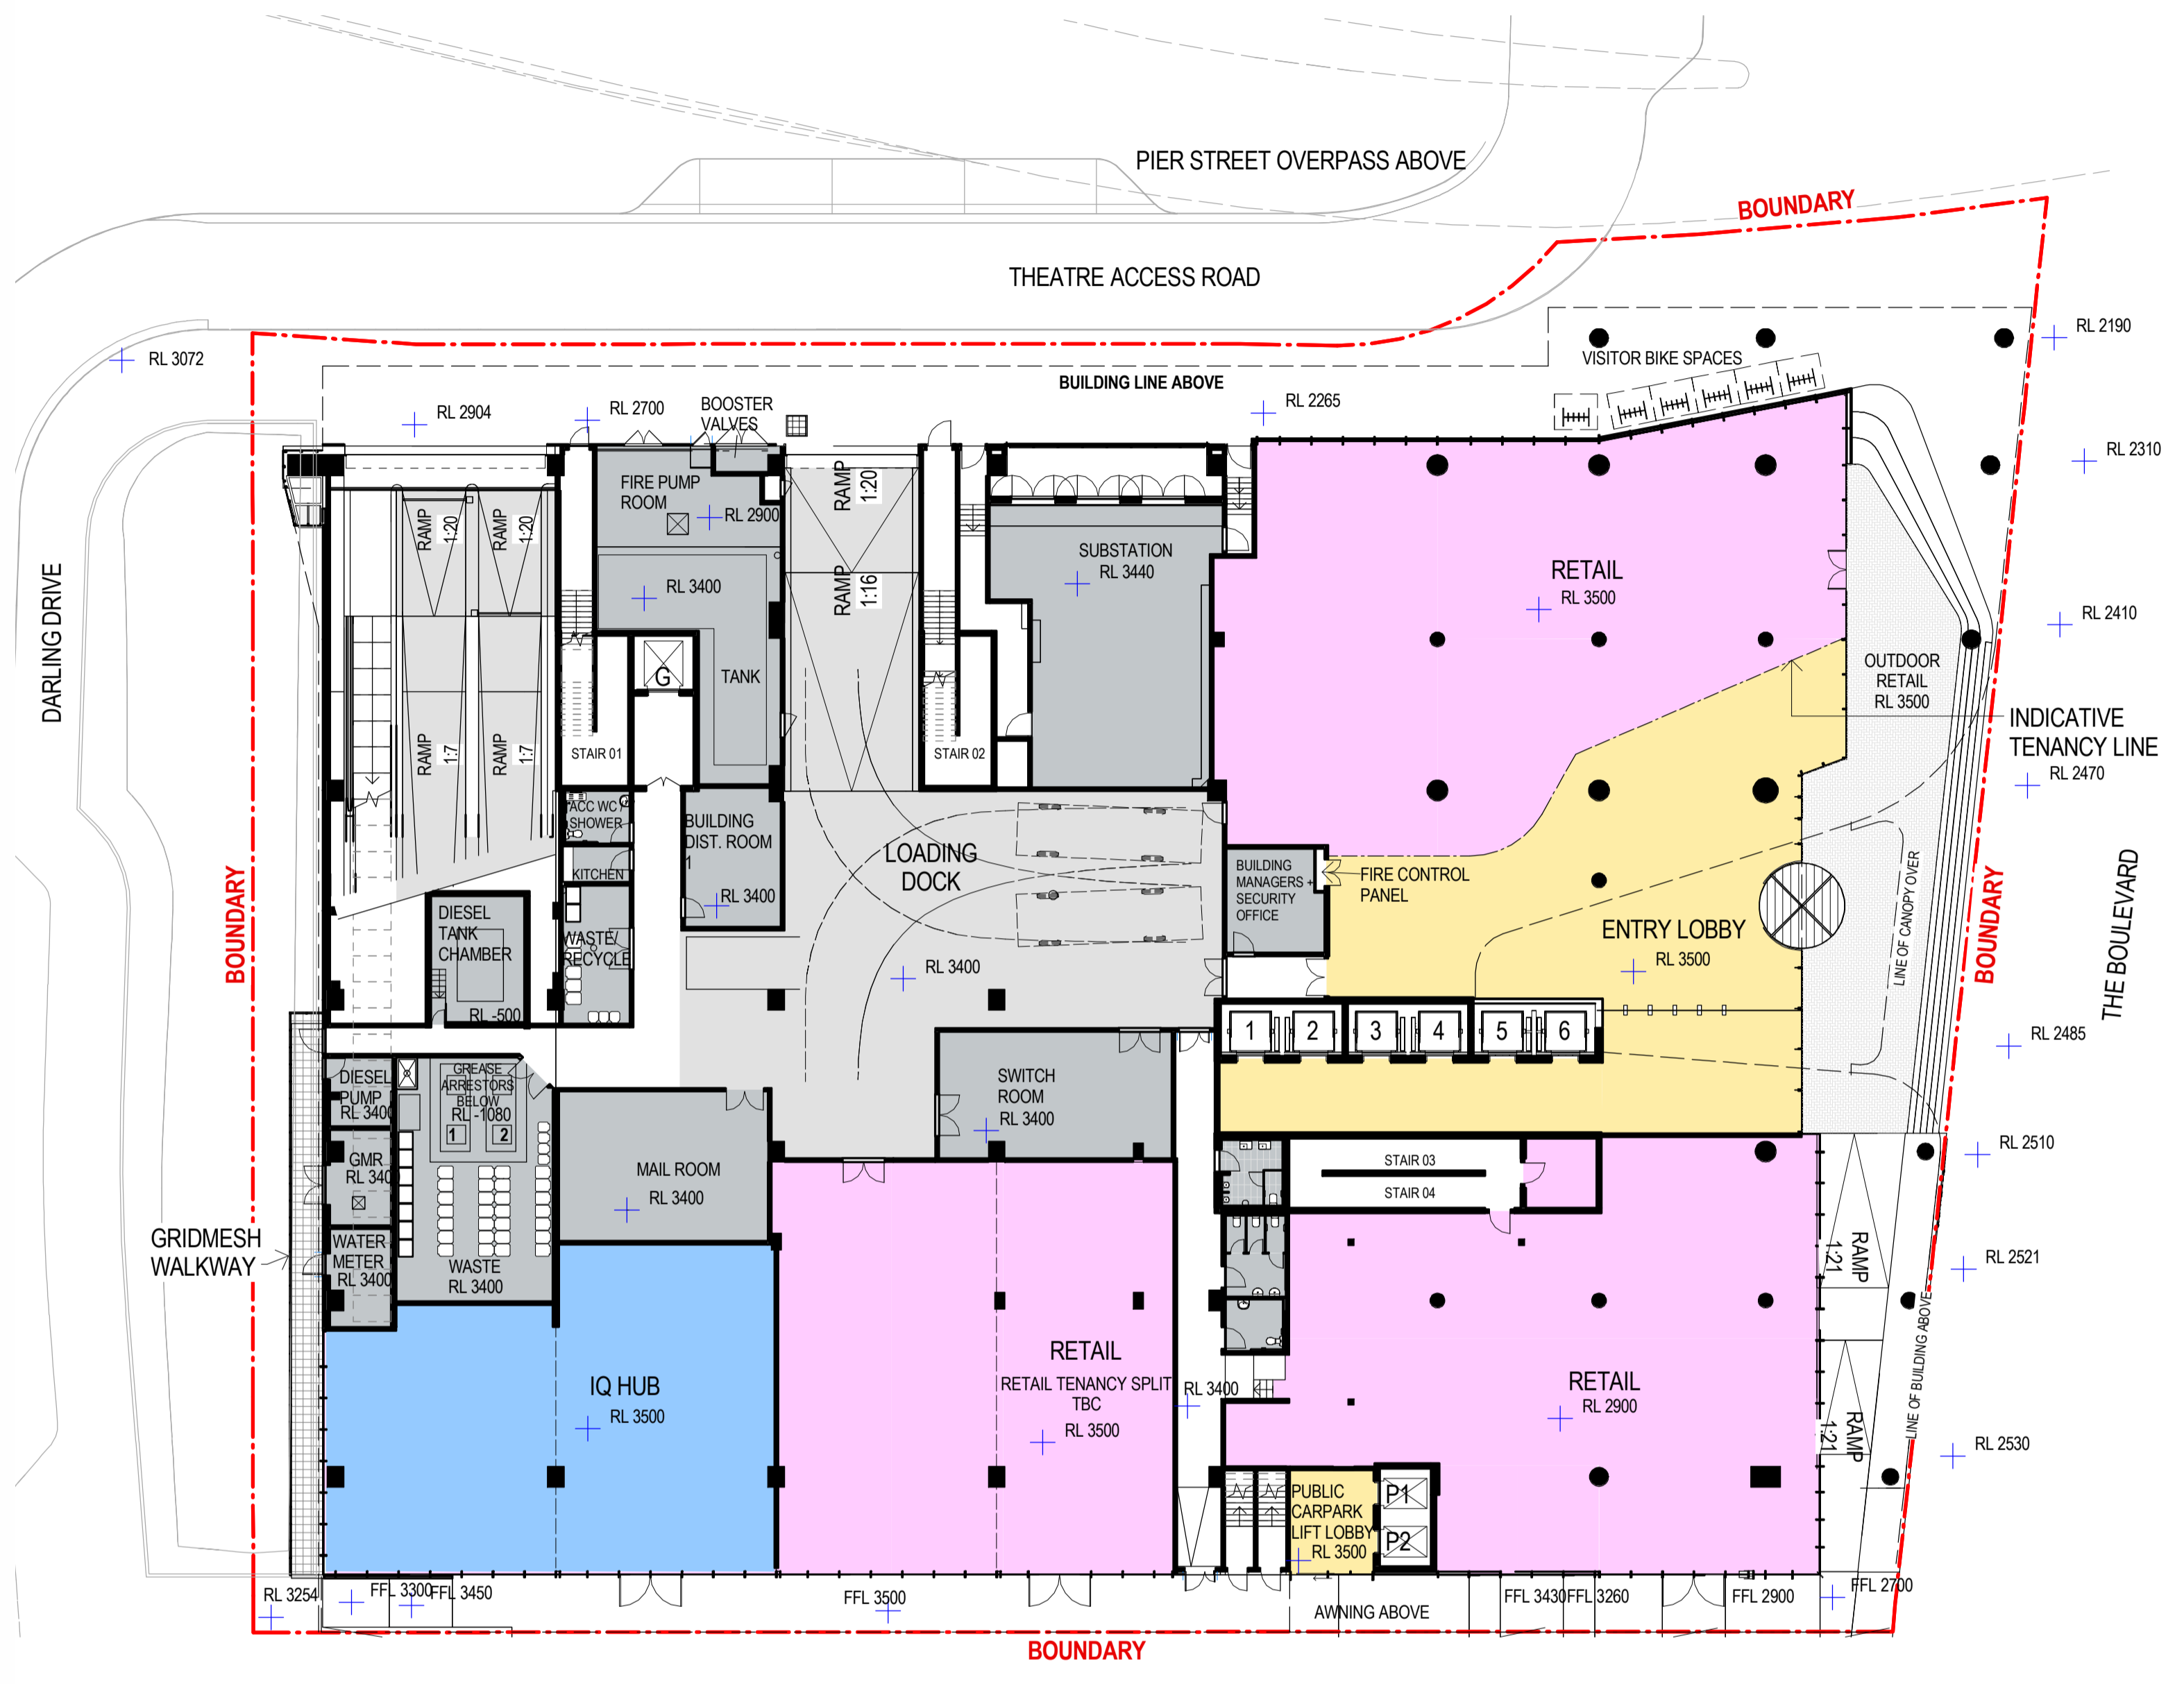 PIER STREET OVERPASS ABOVE
BOUNDARY
THEATRE ACCESS ROAD
RL 2190
RL 3072
VISITOR BIKE SPACES
BUILDING LINE ABOVE
RL 2904
RL 2700
BOOSTER
VALVES
RL 2265
RL 2310
FIRE PUMP
ROOM
RL 2900
RAMP
1:20
RAMP
1:20
RAMP
1:20
SUBSTATION
RL 3440
RETAIL
RL 3500
RL 3400
RAMP
1:16
RL 2410
DARLING DRIVE
TANK
G
OUTDOOR
RETAIL
RL 3500
INDICATIVE
TENANCY LINE
RL 2470
RAMP
1:7
RAMP
1:7
STAIR 01
STAIR 02
ACC WC /
SHOWER
BUILDING
DIST. ROOM
1
RL 3400
KITCHEN
LOADING
DOCK
BUILDING
MANAGERS +
SECURITY
OFFICE
FIRE CONTROL
PANEL
BOUNDARY
DIESEL
TANK
CHAMBER
RL -500
WASTE/
RECYCLE
RL 3400
ENTRY LOBBY
RL 3500
LINE OF CANOPY OVER
BOUNDARY
THE BOULEVARD
1
2
3
4
5
6
RL 2485
DIESEL
PUMP
RL 3400
GREASE
ARRESTORS
BELOW
RL -1080
1
2
SWITCH
ROOM
RL 3400
GMR
RL 340
MAIL ROOM
RL 3400
STAIR 03
STAIR 04
RL 2510
GRIDMESH
WALKWAY
WATER
METER
RL 3400
WASTE
RL 3400
RAMP
1:21
RL 2521
LINE OF BUILDING ABOVE
IQ HUB
RL 3500
RETAIL
RETAIL TENANCY SPLIT
TBC
RL 3500
RL 3400
RETAIL
RL 2900
RAMP
1:21
RL 2530
PUBLIC
CARPARK
LIFT LOBBY
RL 3500
P1
P2
RL 3254
FFL 3300
FFL 3450
FFL 3500
AWNING ABOVE
FFL 3430
FFL 3260
FFL 2900
FFL 2700
BOUNDARY